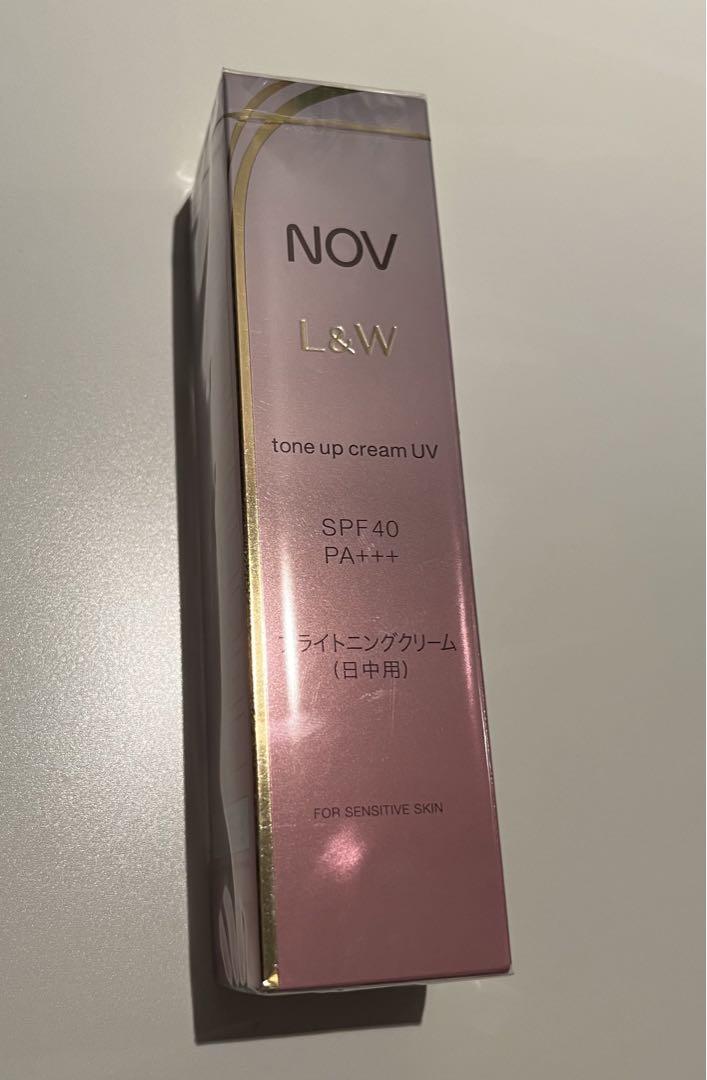 NOV
L&W
tone up cream UV
SPF40
PA+++
ブライトニングクリーム
(日中用)
FOR SENSITIVE SKIN